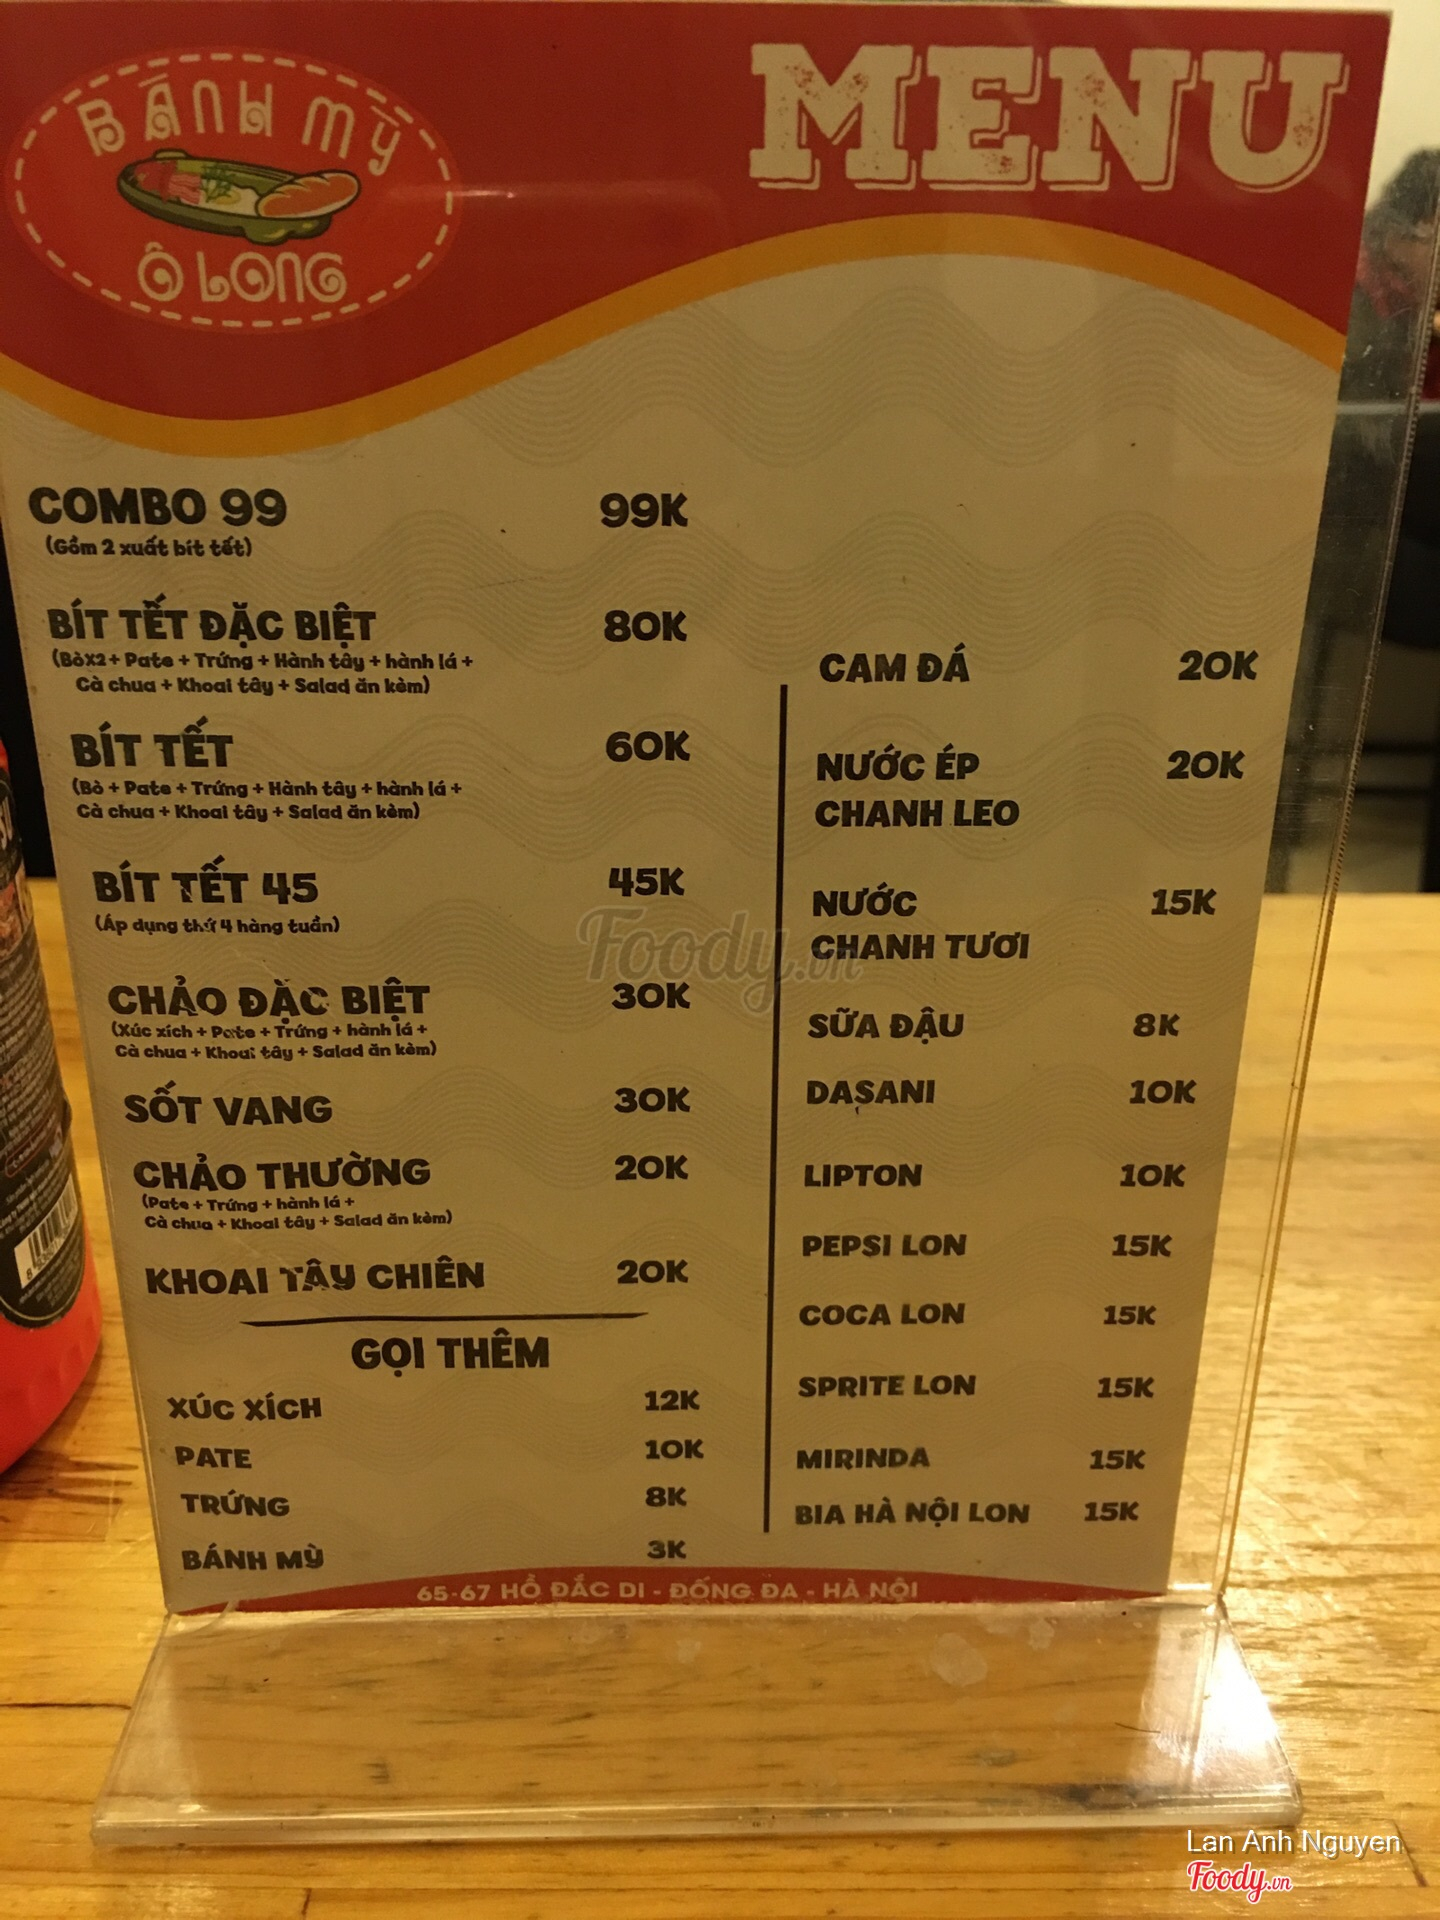 BÁNH MỲ
Ô LONG
MENU
COMBO 99 99K
(Gồm 2 xuất bít tết)
BÍT TẾT ĐẶC BIỆT 80K
(Bòx2 + Pate + Trứng + Hành tây + hành lá +
Cà chua + Khoai tây + Salad ăn kèm)
BÍT TẾT 60K
(Bò + Pate + Trứng + Hành tây + hành lá +
Cà chua + Khoai tây + Salad ăn kèm)
BÍT TẾT 45 45K
(Áp dụng thứ 4 hàng tuần)
CHẢO ĐẶC BIỆT 30K
(Xúc xích + Pate + Trứng + hành lá +
Cà chua + Khoai tây + Salad ăn kèm)
SỐT VANG 30K
CHẢO THƯỜNG 20K
(Pate + Trứng + hành lá +
Cà chua + Khoai tây + Salad ăn kèm)
KHOAI TÂY CHIÊN 20K
GỌI THÊM
XÚC XÍCH 12K
PATE 10K
TRỨNG 8K
BÁNH MỲ 3K
CAM ĐÁ 20K
NƯỚC ÉP 20K
CHANH LEO
NƯỚC 15K
CHANH TƯƠI
SỮA ĐẬU 8K
DASANI 10K
LIPTON 10K
PEPSI LON 15K
COCA LON 15K
SPRITE LON 15K
MIRINDA 15K
BIA HÀ NỘI LON 15K
65-67 HỒ ĐẮC DI - ĐỐNG ĐA - HÀ NỘI
Foody.vn
Lan Anh Nguyen
Foody.vn